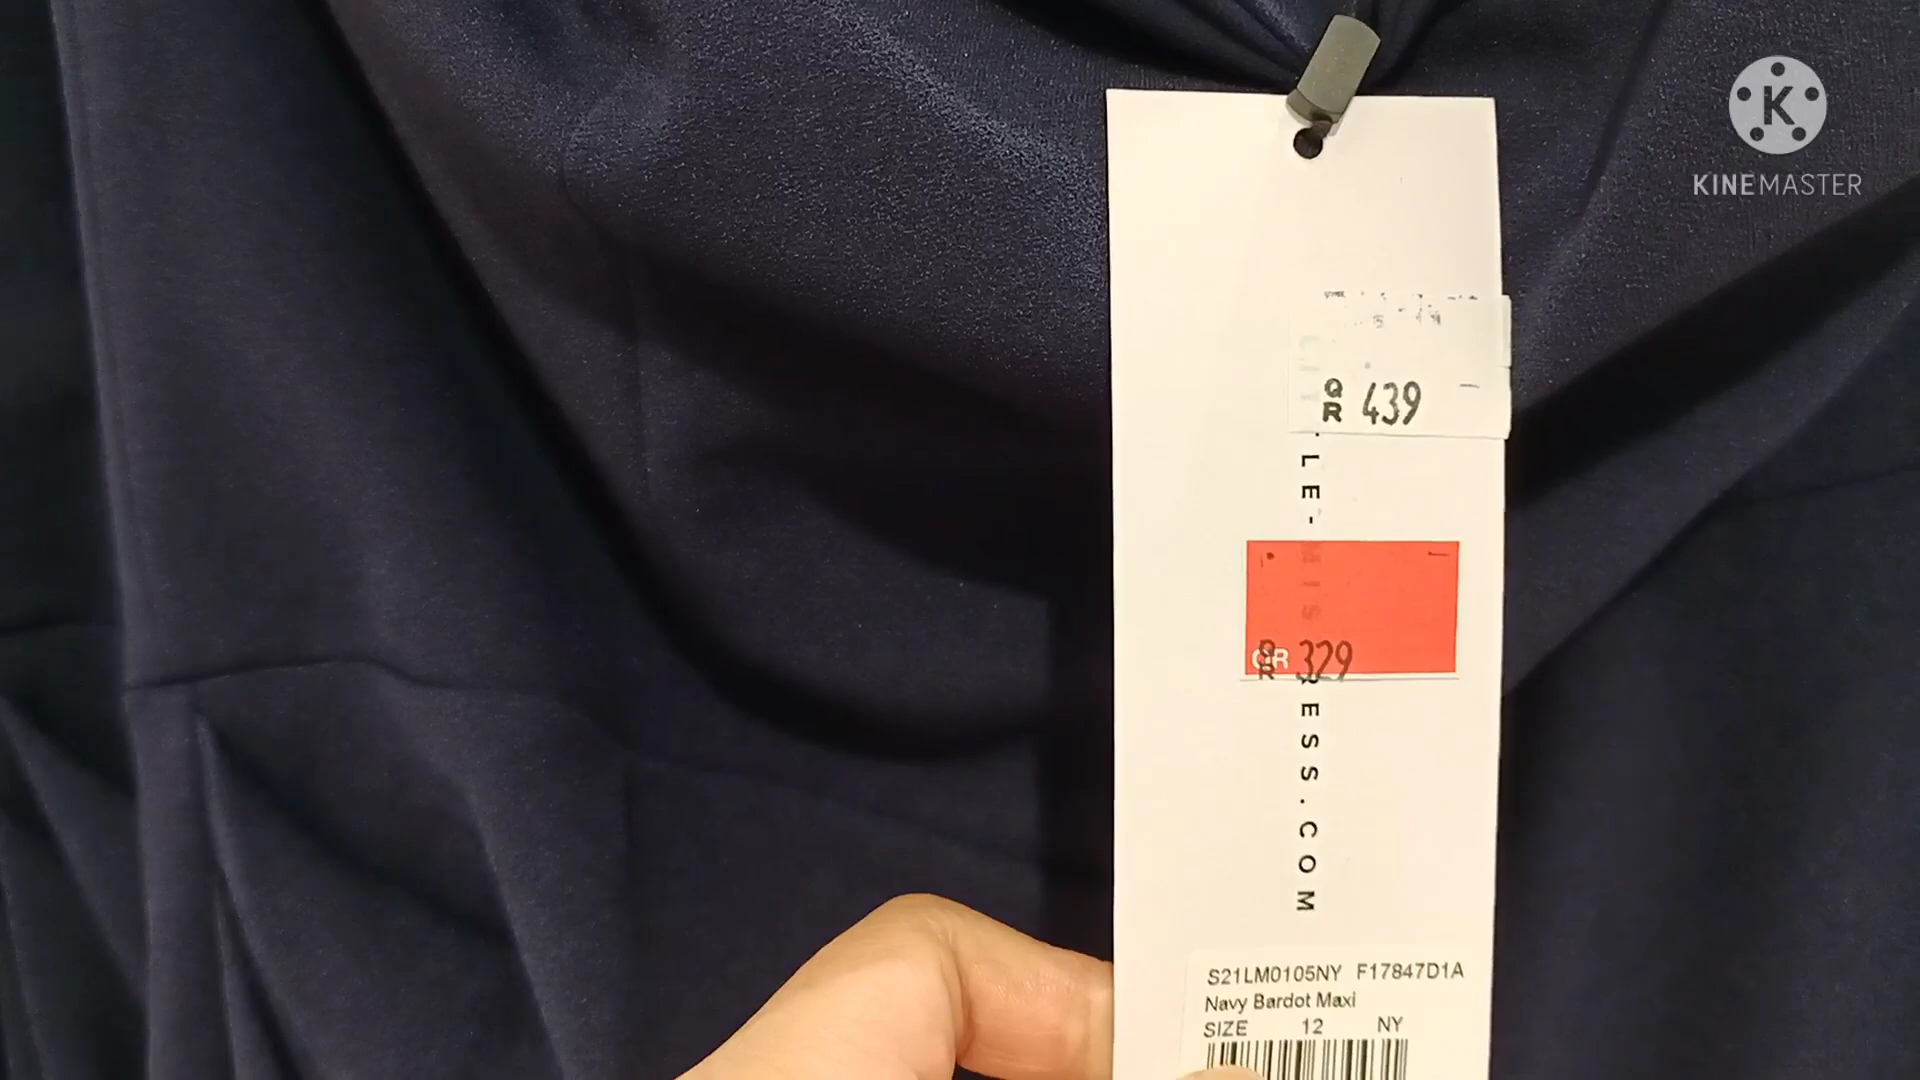 KINEMASTER
QR 439
LE-
QR 329
ESS.COM
S21LM0105NY F17847D1A
Navy Bardot Maxi
SIZE 12 NY